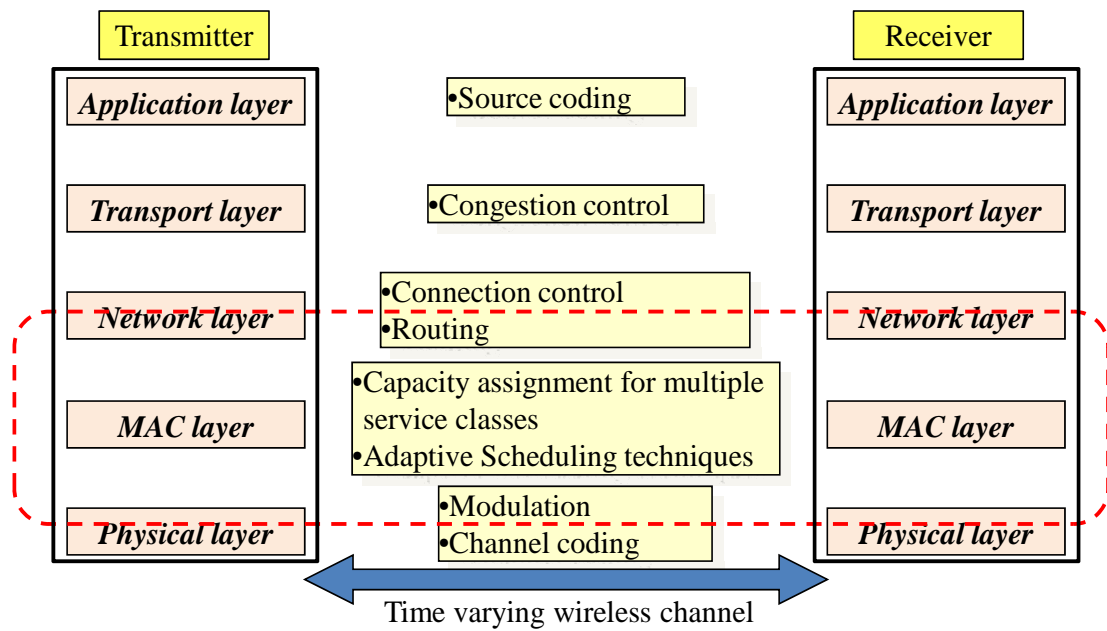 Transmitter
Receiver
Application layer
•Source coding
Application layer
Transport layer
•Congestion control
Transport layer
Network layer
•Connection control
•Routing
Network layer
MAC layer
•Capacity assignment for multiple
service classes
•Adaptive Scheduling techniques
MAC layer
Physical layer
•Modulation
•Channel coding
Physical layer
Time varying wireless channel